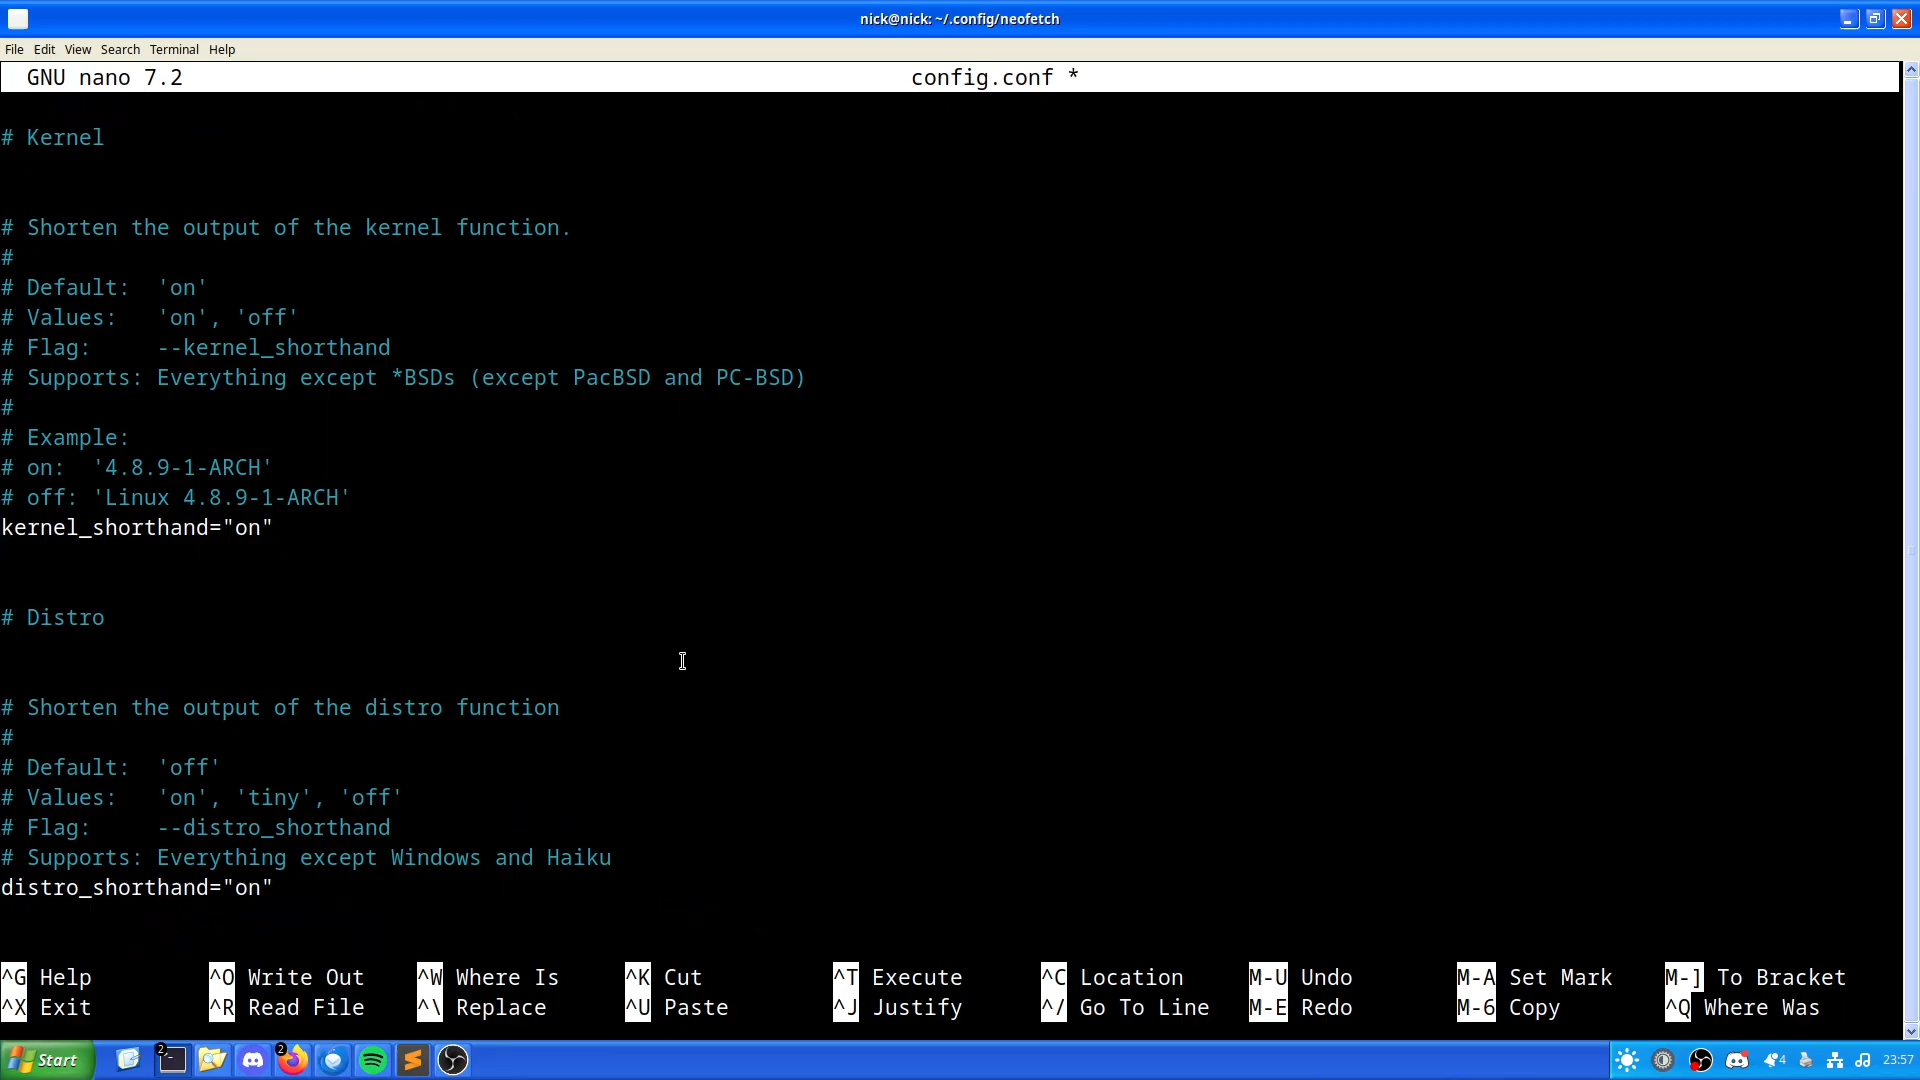 nick@nick: ~/.config/neofetch
File Edit View Search Terminal Help
GNU nano 7.2 config.conf *
# Kernel
# Shorten the output of the kernel function.
#
# Default:  'on'
# Values:   'on', 'off'
# Flag:     --kernel_shorthand
# Supports: Everything except *BSDs (except PacBSD and PC-BSD)
#
# Example:
# on:  '4.8.9-1-ARCH'
# off: 'Linux 4.8.9-1-ARCH'
kernel_shorthand="on"
# Distro
# Shorten the output of the distro function
#
# Default:  'off'
# Values:   'on', 'tiny', 'off'
# Flag:     --distro_shorthand
# Supports: Everything except Windows and Haiku
distro_shorthand="on"
^G Help ^O Write Out ^W Where Is ^K Cut ^T Execute ^C Location M-U Undo M-A Set Mark M-] To Bracket
^X Exit ^R Read File ^\ Replace ^U Paste ^J Justify ^/ Go To Line M-E Redo M-6 Copy ^Q Where Was
Start 2 2 4 23:57